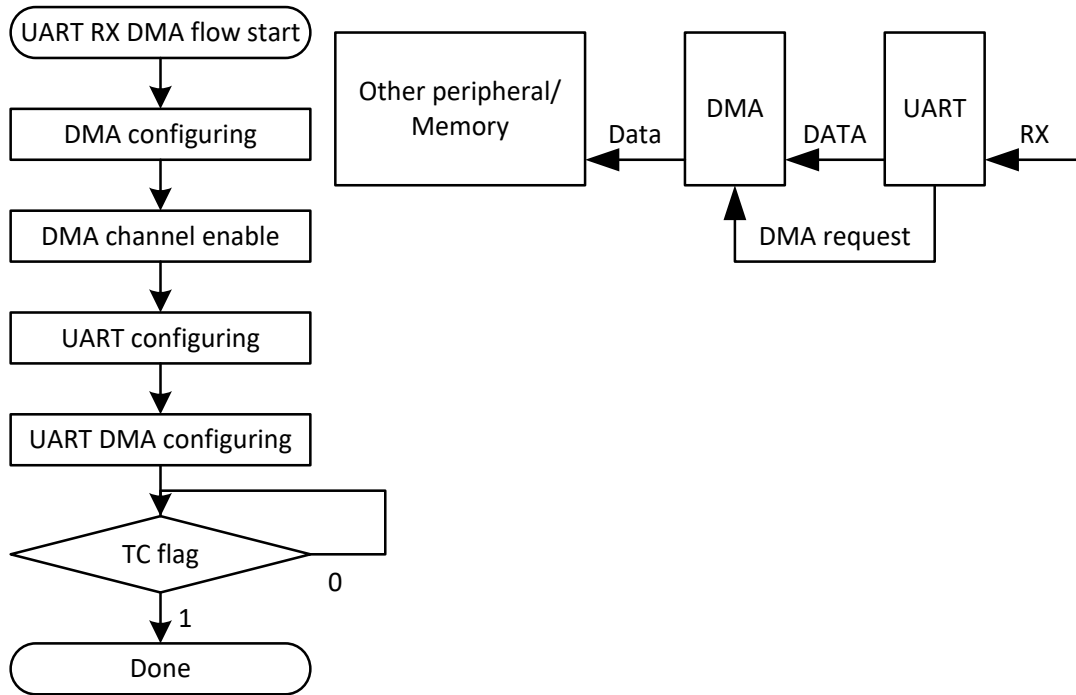 UART RX DMA flow start
DMA configuring
DMA channel enable
UART configuring
UART DMA configuring
TC flag
0
1
Done
Other peripheral/
Memory
Data
DMA
DATA
UART
RX
DMA request